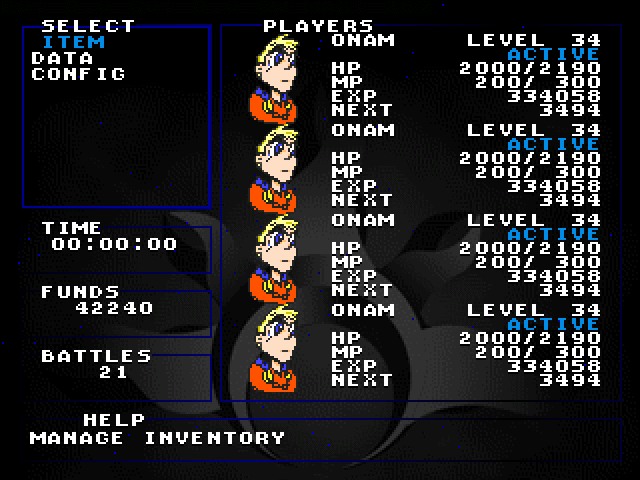 SELECT
ITEM
DATA
CONFIG
TIME
00:00:00
FUNDS
42240
BATTLES
21
PLAYERS
ONAM LEVEL 34
ACTIVE
HP 2000/2190
MP 200/ 300
EXP 334058
NEXT 3494
ONAM LEVEL 34
ACTIVE
HP 2000/2190
MP 200/ 300
EXP 334058
NEXT 3494
ONAM LEVEL 34
ACTIVE
HP 2000/2190
MP 200/ 300
EXP 334058
NEXT 3494
ONAM LEVEL 34
ACTIVE
HP 2000/2190
MP 200/ 300
EXP 334058
NEXT 3494
HELP
MANAGE INVENTORY